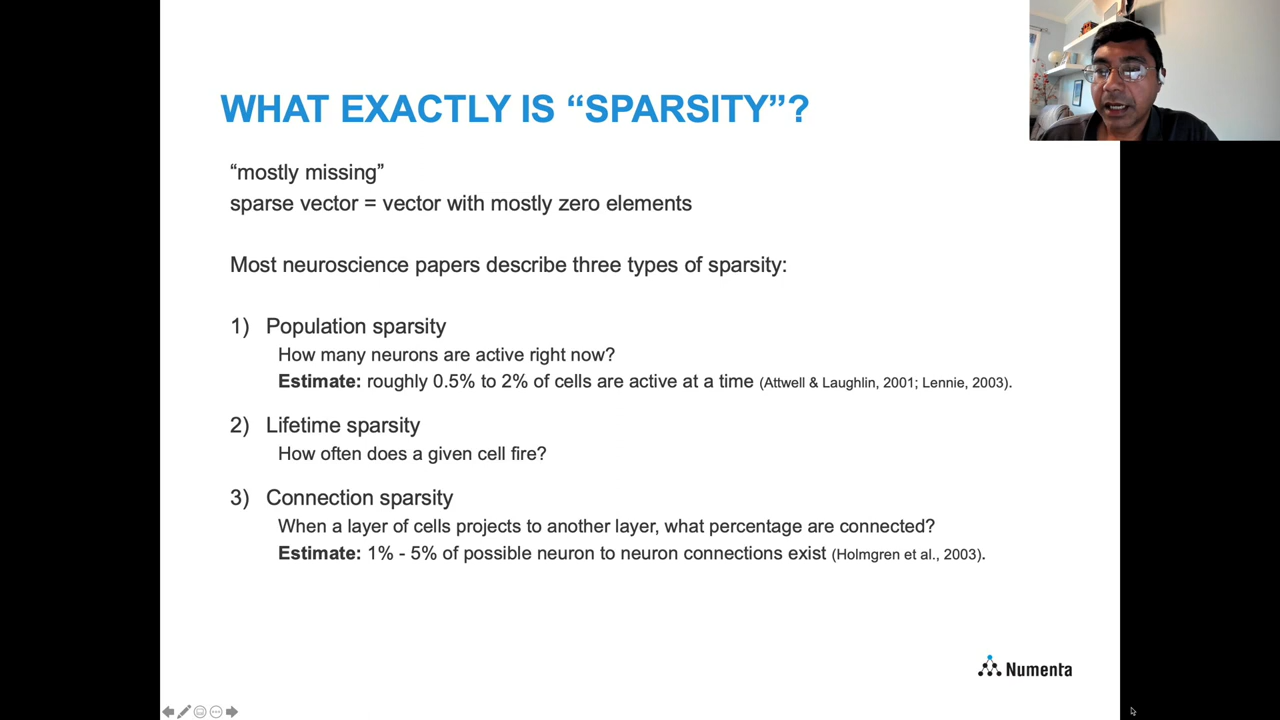 WHAT EXACTLY IS “SPARSITY”?
“mostly missing”
sparse vector = vector with mostly zero elements
Most neuroscience papers describe three types of sparsity:
1) Population sparsity
How many neurons are active right now?
Estimate: roughly 0.5% to 2% of cells are active at a time (Attwell & Laughlin, 2001; Lennie, 2003).
2) Lifetime sparsity
How often does a given cell fire?
3) Connection sparsity
When a layer of cells projects to another layer, what percentage are connected?
Estimate: 1% - 5% of possible neuron to neuron connections exist (Holmgren et al., 2003).
Numenta